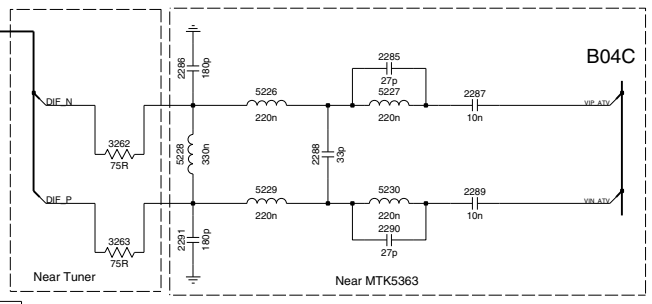 2286
180p
2285
27p
B04C
DIF_N
5226
5227
2287
VIP_ATV
220n
220n
10n
3262
75R
5228
330n
2288
33p
DIF_P
5229
5230
2289
VIN_ATV
220n
220n
10n
2291
180p
2290
27p
3263
75R
Near Tuner
Near MTK5363